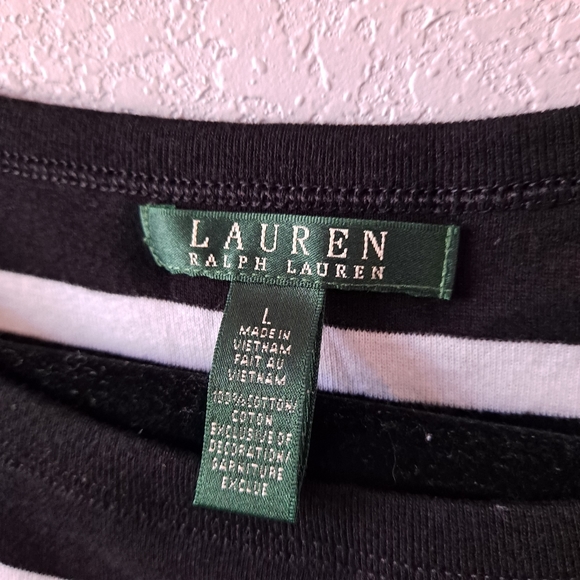 LAUREN
RALPH LAUREN
L
MADE IN
VIETNAM
FAIT AU
VIETNAM
100% COTTON/
COTON
EXCLUSIVE OF
DECORATION/
GARNITURE
EXCLUE